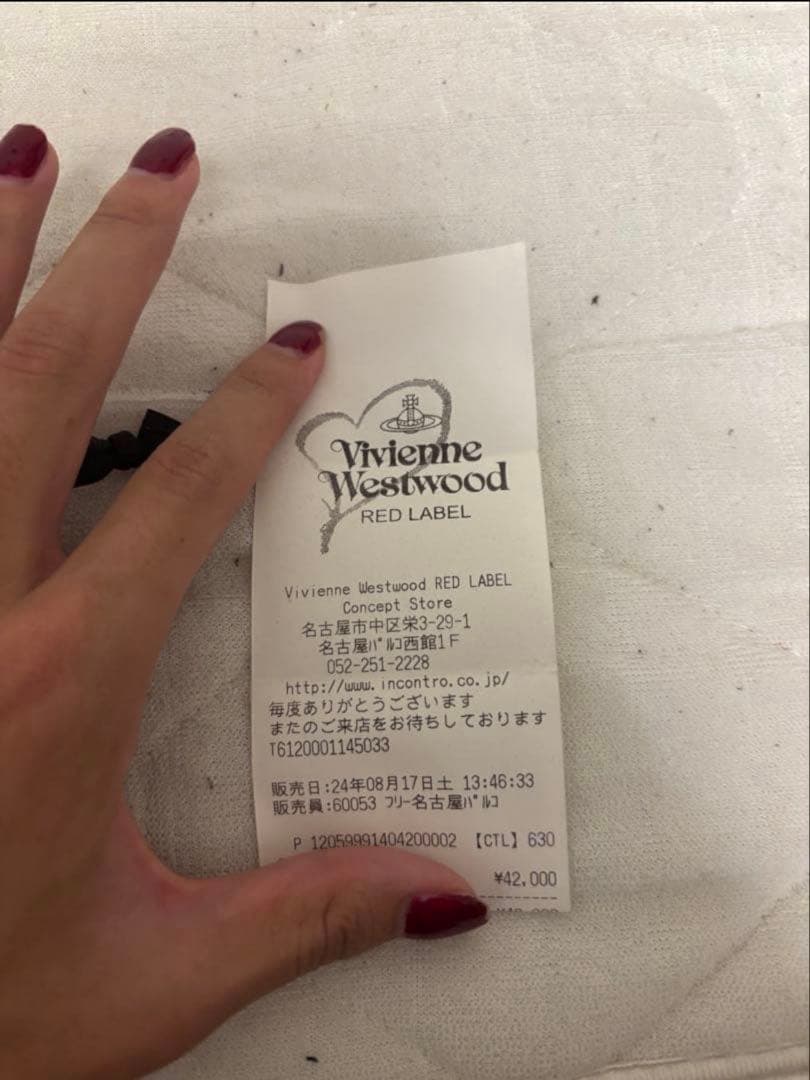 Vivienne
Westwood
RED LABEL
Vivienne Westwood RED LABEL
Concept Store
名古屋市中区栄3-29-1
名古屋ﾊﾟﾙｺ西館1F
052-251-2228
http://www.incontro.co.jp/
毎度ありがとうございます
またのご来店をお待ちしております
T6120001145033
販売日:24年08月17日土 13:46:33
販売員:60053 ﾌﾘｰ名古屋ﾊﾟﾙｺ
P 12059991404200002 【CTL】630
¥42,000